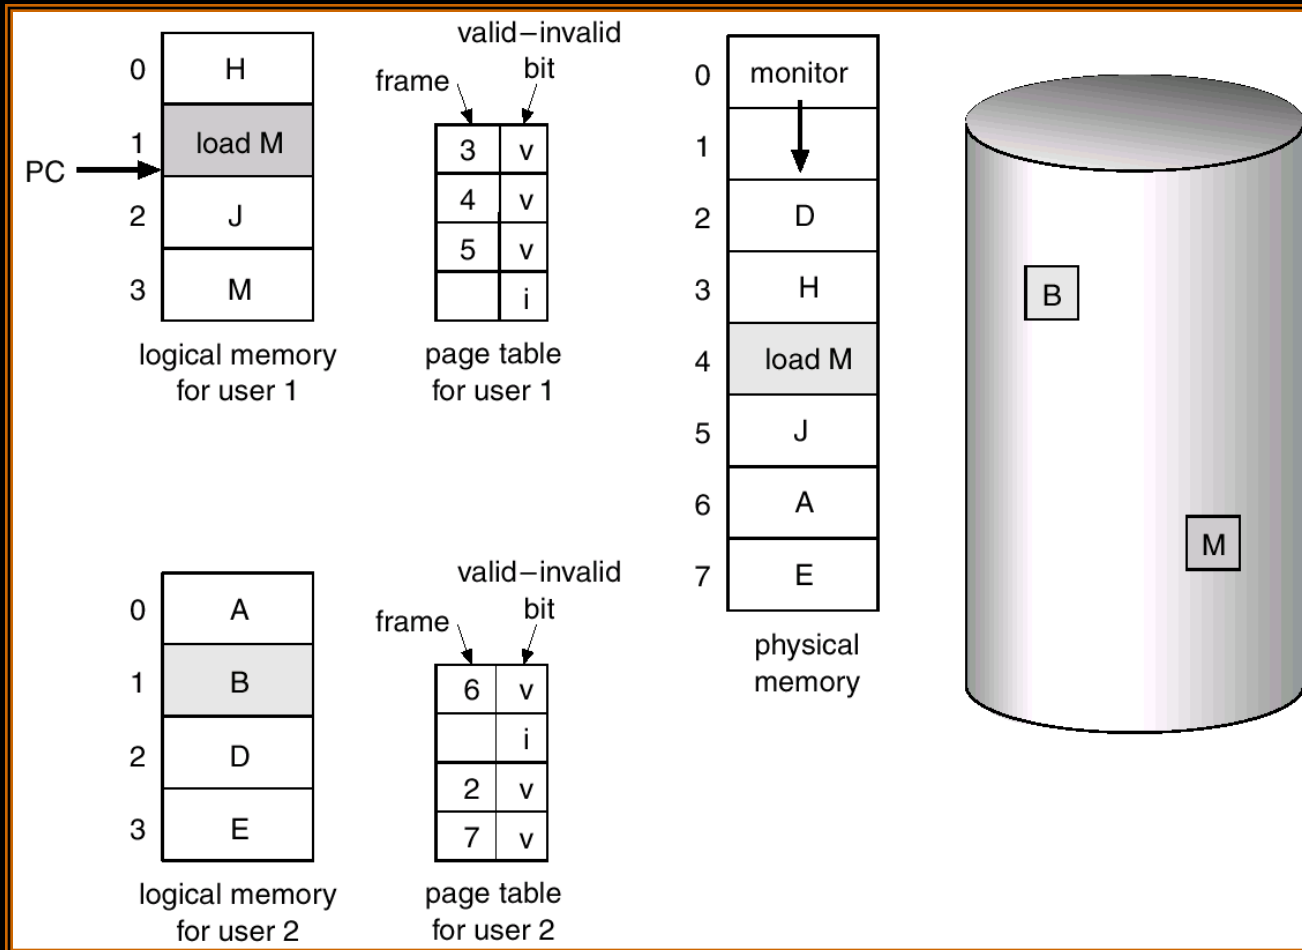 0 H
1 load M
PC
2 J
3 M
logical memory
for user 1
valid–invalid
bit
frame
3 v
4 v
5 v
i
page table
for user 1
0 monitor
1
2 D
3 H
4 load M
5 J
6 A
7 E
physical
memory
B
M
0 A
1 B
2 D
3 E
logical memory
for user 2
valid–invalid
bit
frame
6 v
i
2 v
7 v
page table
for user 2